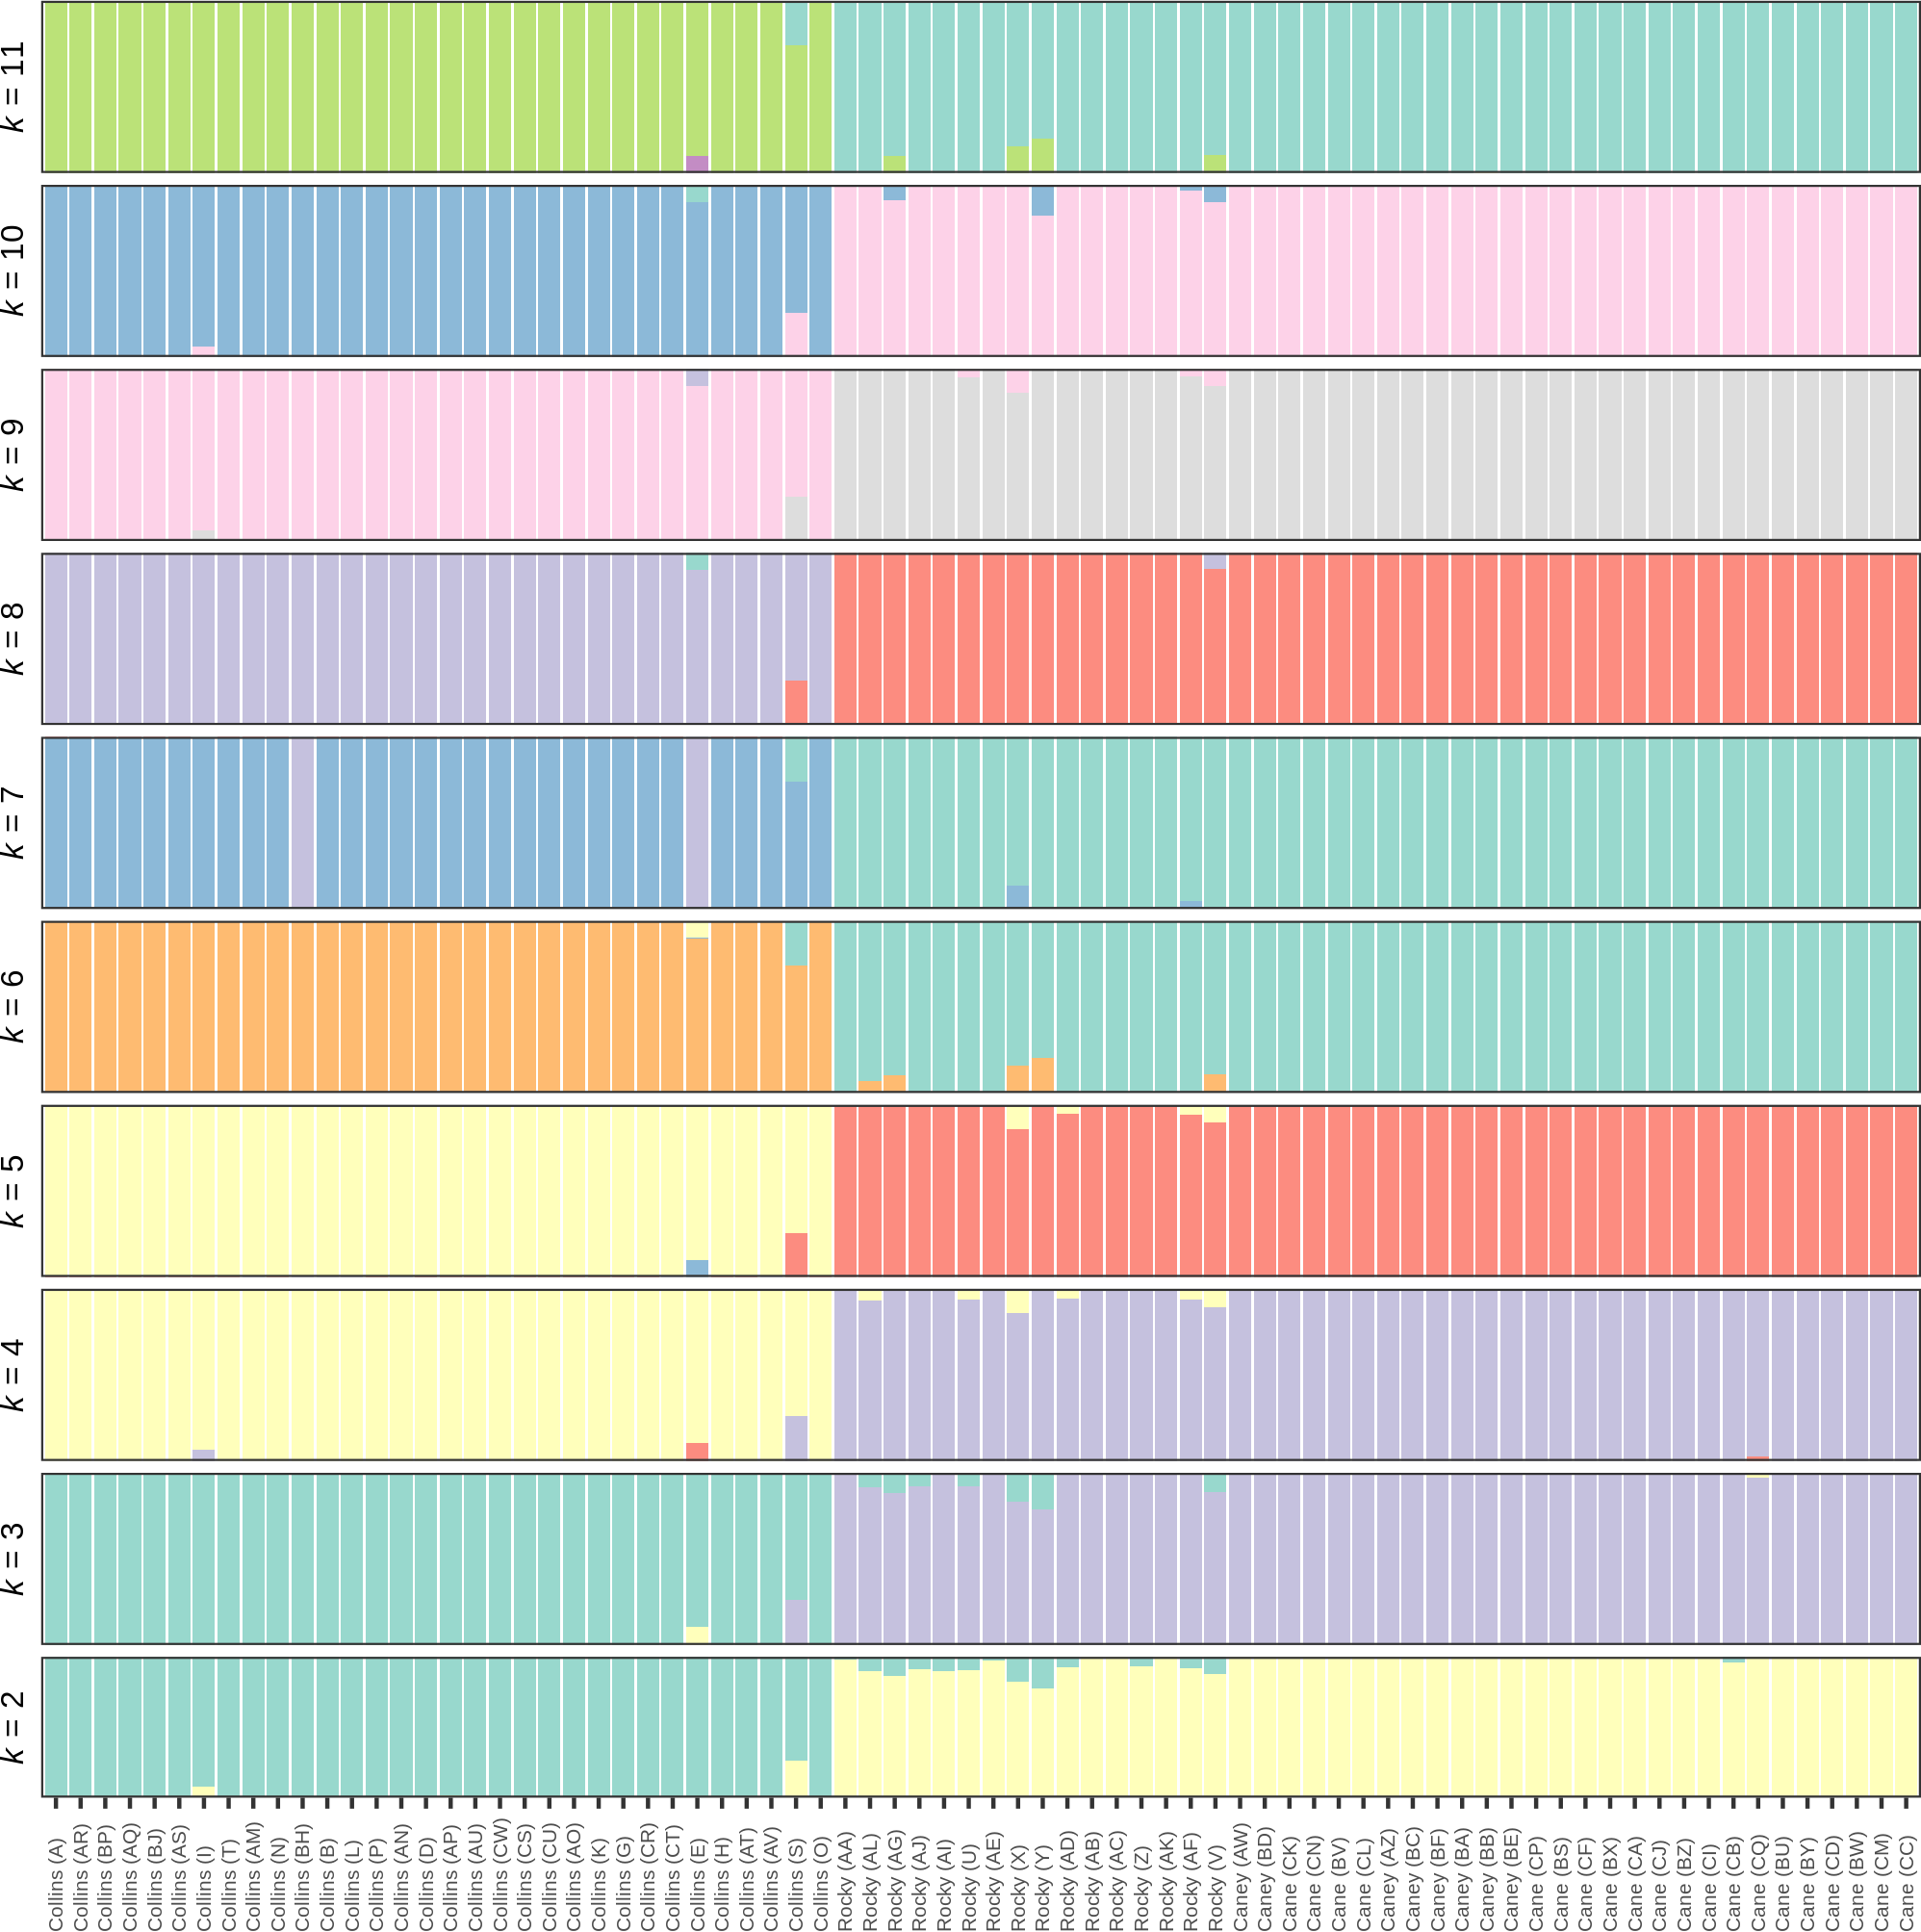 k = 11
k = 10
k = 9
k = 8
k = 7
k = 6
k = 5
k = 4
k = 3
k = 2
Collins (A)
Collins (AR)
Collins (BP)
Collins (AQ)
Collins (BJ)
Collins (AS)
Collins (I)
Collins (T)
Collins (AM)
Collins (N)
Collins (BH)
Collins (B)
Collins (L)
Collins (P)
Collins (AN)
Collins (D)
Collins (AP)
Collins (AU)
Collins (CW)
Collins (CS)
Collins (CU)
Collins (AO)
Collins (K)
Collins (G)
Collins (CR)
Collins (CT)
Collins (E)
Collins (H)
Collins (AT)
Collins (AV)
Collins (S)
Collins (O)
Rocky (AA)
Rocky (AL)
Rocky (AG)
Rocky (AJ)
Rocky (AI)
Rocky (U)
Rocky (AE)
Rocky (X)
Rocky (Y)
Rocky (AD)
Rocky (AB)
Rocky (AC)
Rocky (Z)
Rocky (AK)
Rocky (AF)
Rocky (V)
Caney (AW)
Caney (BD)
Cane (CK)
Cane (CN)
Cane (BV)
Cane (CL)
Caney (AZ)
Caney (BC)
Caney (BF)
Caney (BA)
Caney (BB)
Caney (BE)
Cane (CP)
Cane (BS)
Cane (CF)
Cane (BX)
Cane (CA)
Cane (CJ)
Cane (BZ)
Cane (CI)
Cane (CB)
Cane (CQ)
Cane (BU)
Cane (BY)
Cane (CD)
Cane (BW)
Cane (CM)
Cane (CC)